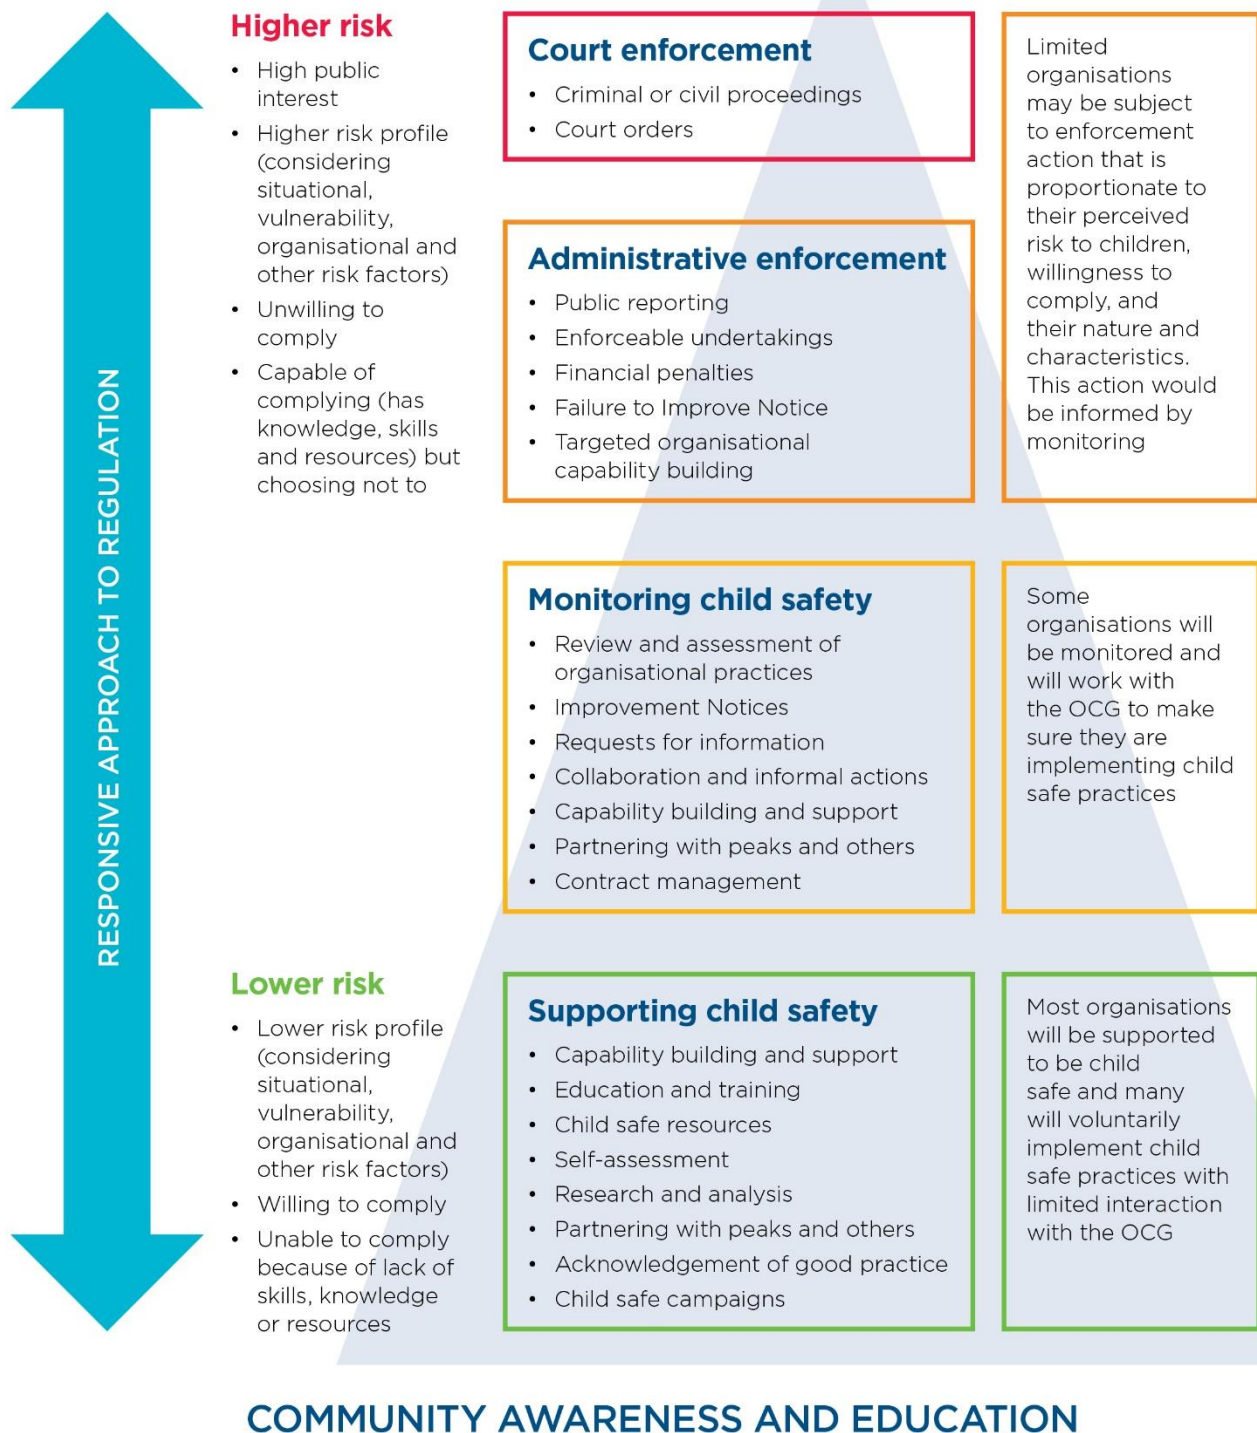 RESPONSIVE APPROACH TO REGULATION
Higher risk
• High public
interest
• Higher risk profile
(considering
situational,
vulnerability,
organisational and
other risk factors)
• Unwilling to
comply
• Capable of
complying (has
knowledge, skills
and resources) but
choosing not to
Court enforcement
• Criminal or civil proceedings
• Court orders
Administrative enforcement
• Public reporting
• Enforceable undertakings
• Financial penalties
• Failure to Improve Notice
• Targeted organisational
capability building
Limited
organisations
may be subject
to enforcement
action that is
proportionate to
their perceived
risk to children,
willingness to
comply, and
their nature and
characteristics.
This action would
be informed by
monitoring
Monitoring child safety
• Review and assessment of
organisational practices
• Improvement Notices
• Requests for information
• Collaboration and informal actions
• Capability building and support
• Partnering with peaks and others
• Contract management
Some
organisations will
be monitored and
will work with
the OCG to make
sure they are
implementing child
safe practices
Lower risk
• Lower risk profile
(considering
situational,
vulnerability,
organisational and
other risk factors)
• Willing to comply
• Unable to comply
because of lack of
skills, knowledge
or resources
Supporting child safety
• Capability building and support
• Education and training
• Child safe resources
• Self-assessment
• Research and analysis
• Partnering with peaks and others
• Acknowledgement of good practice
• Child safe campaigns
Most organisations
will be supported
to be child
safe and many
will voluntarily
implement child
safe practices with
limited interaction
with the OCG
COMMUNITY AWARENESS AND EDUCATION